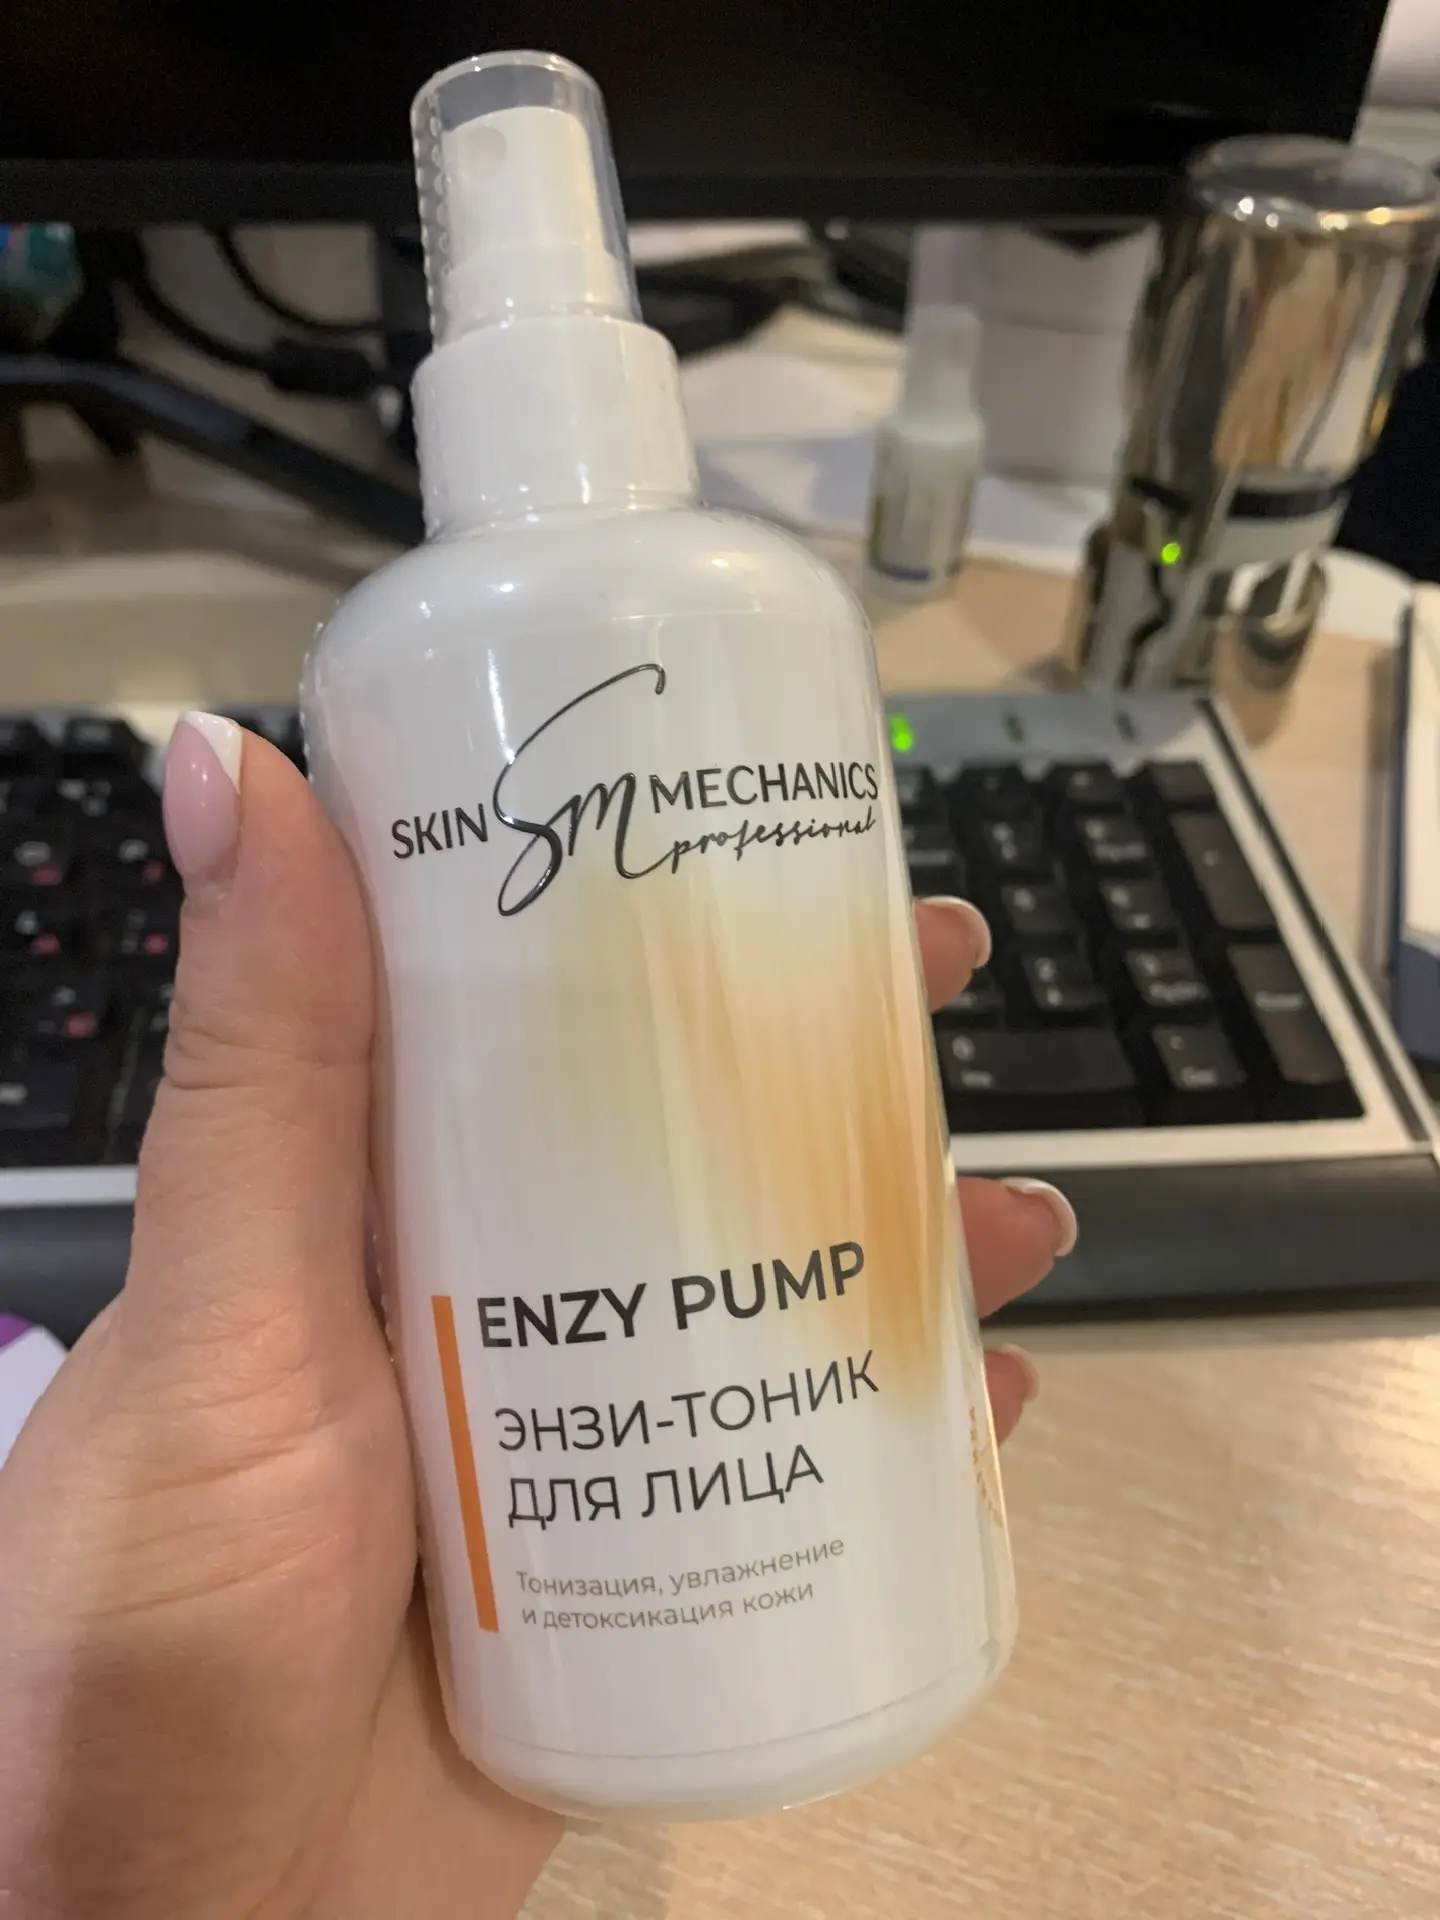 SKIN Sm MECHANICS
professional
ENZY PUMP
ЭНЗИ-ТОНИК
ДЛЯ ЛИЦА
Тонизация, увлажнение
и детоксикация кожи